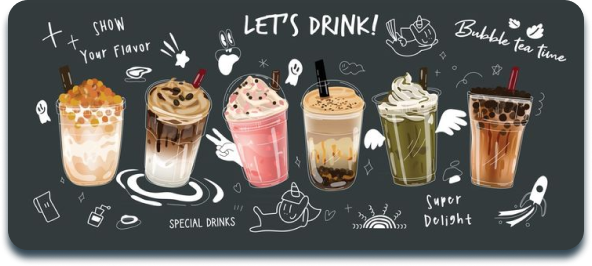 SHOW
Your Flavor
LET'S DRINK!
Bubble tea time
SPECIAL DRINKS
Super
Delight